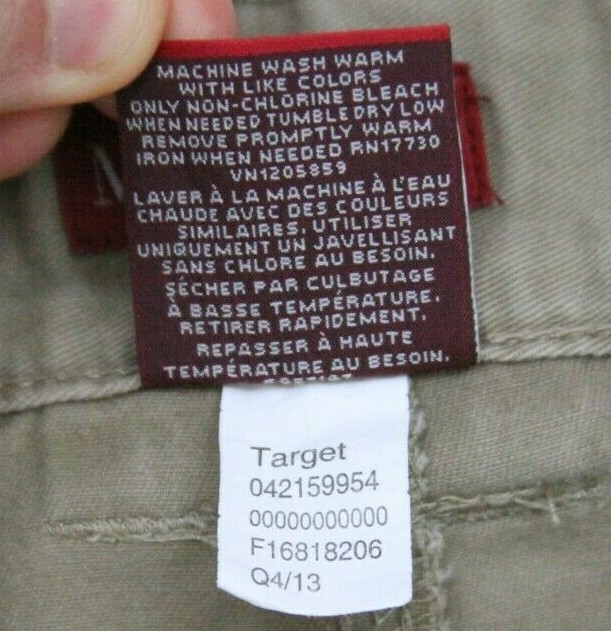 MACHINE WASH WARM
WITH LIKE COLORS
ONLY NON-CHLORINE BLEACH
WHEN NEEDED TUMBLE DRY LOW
REMOVE PROMPTLY WARM
IRON WHEN NEEDED RN17730
VN1205859
LAVER À LA MACHINE À L'EAU
CHAUDE AVEC DES COULEURS
SIMILAIRES. UTILISER
UNIQUEMENT UN JAVELLISANT
SANS CHLORE AU BESOIN.
SÉCHER PAR CULBUTAGE
À BASSE TEMPÉRATURE.
RETIRER RAPIDEMENT.
REPASSER À HAUTE
TEMPÉRATURE AU BESOIN.
Target
042159954
00000000000
F16818206
Q4/13